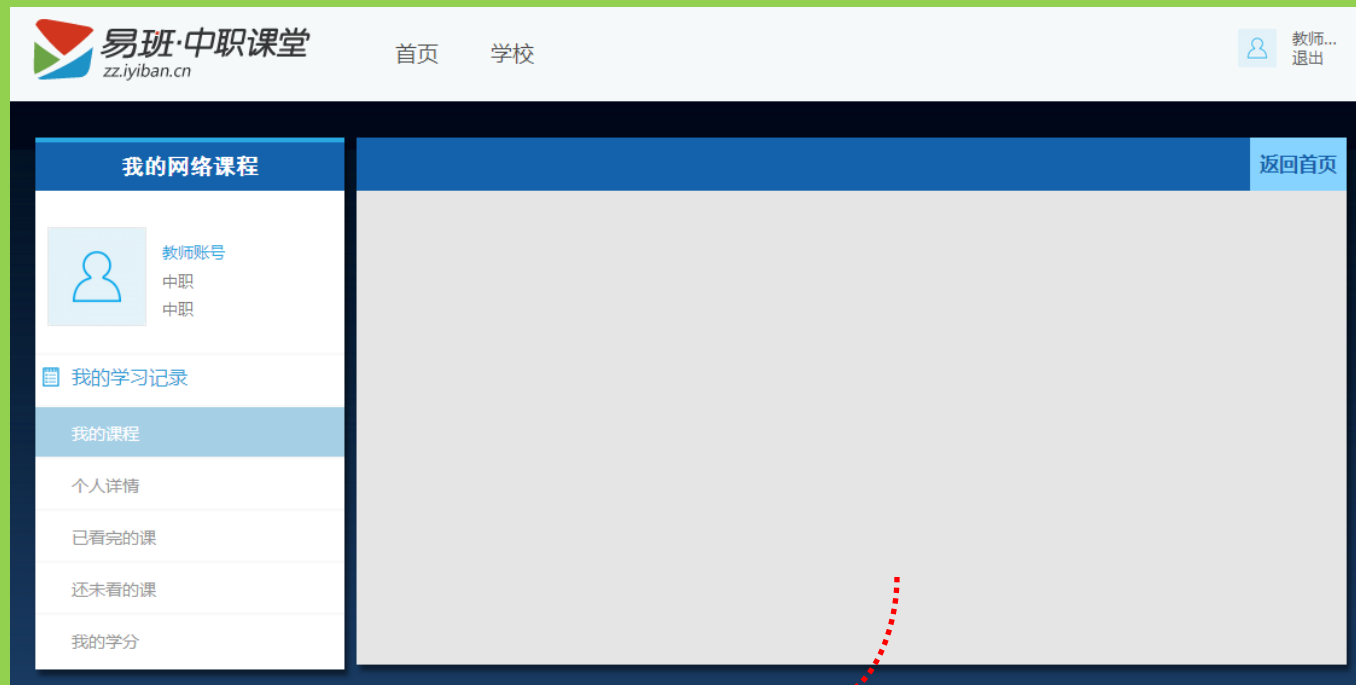 易班·中职课堂
zz.iyiban.cn
首页 学校
教师...
退出
我的网络课程
返回首页
教师账号
中职
中职
我的学习记录
我的课程
个人详情
已看完的课
还未看的课
我的学分